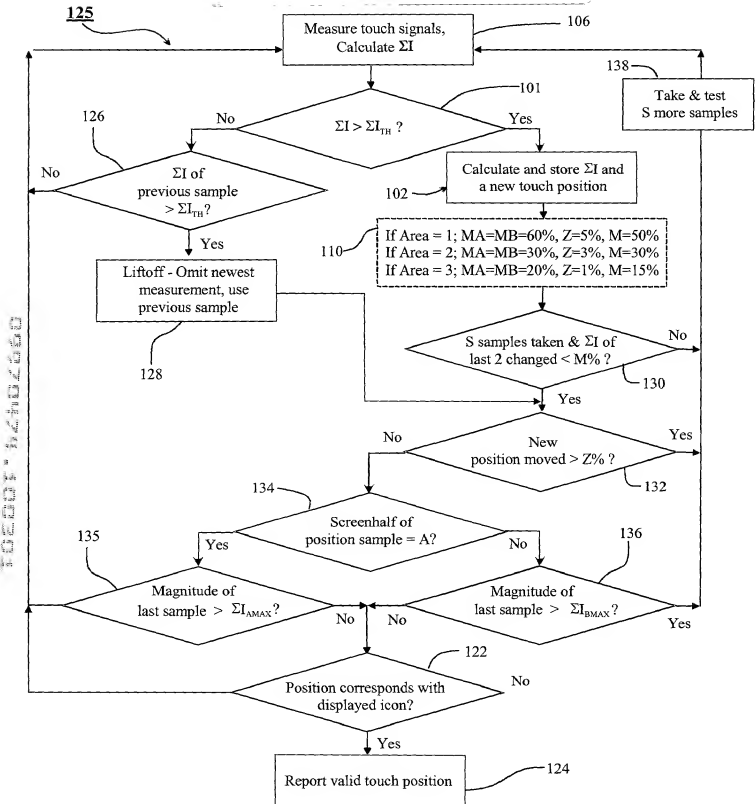 125
Measure touch signals,
Calculate ΣI
106
138
Take & test
S more samples
101
No
ΣI > ΣI_TH ?
Yes
126
No
ΣI of
previous sample
> ΣI_TH?
102
Calculate and store ΣI and
a new touch position
Yes
110
If Area = 1; MA=MB=60%, Z=5%, M=50%
If Area = 2; MA=MB=30%, Z=3%, M=30%
If Area = 3; MA=MB=20%, Z=1%, M=15%
Liftoff - Omit newest
measurement, use
previous sample
128
S samples taken & ΣI of
last 2 changed < M% ?
No
130
Yes
No
New
position moved > Z% ?
Yes
132
134
Screenhalf of
position sample = A?
Yes
No
135
136
Magnitude of
last sample > ΣI_AMAX?
No
Magnitude of
last sample > ΣI_BMAX?
No
Yes
122
Position corresponds with
displayed icon?
No
Yes
Report valid touch position
124